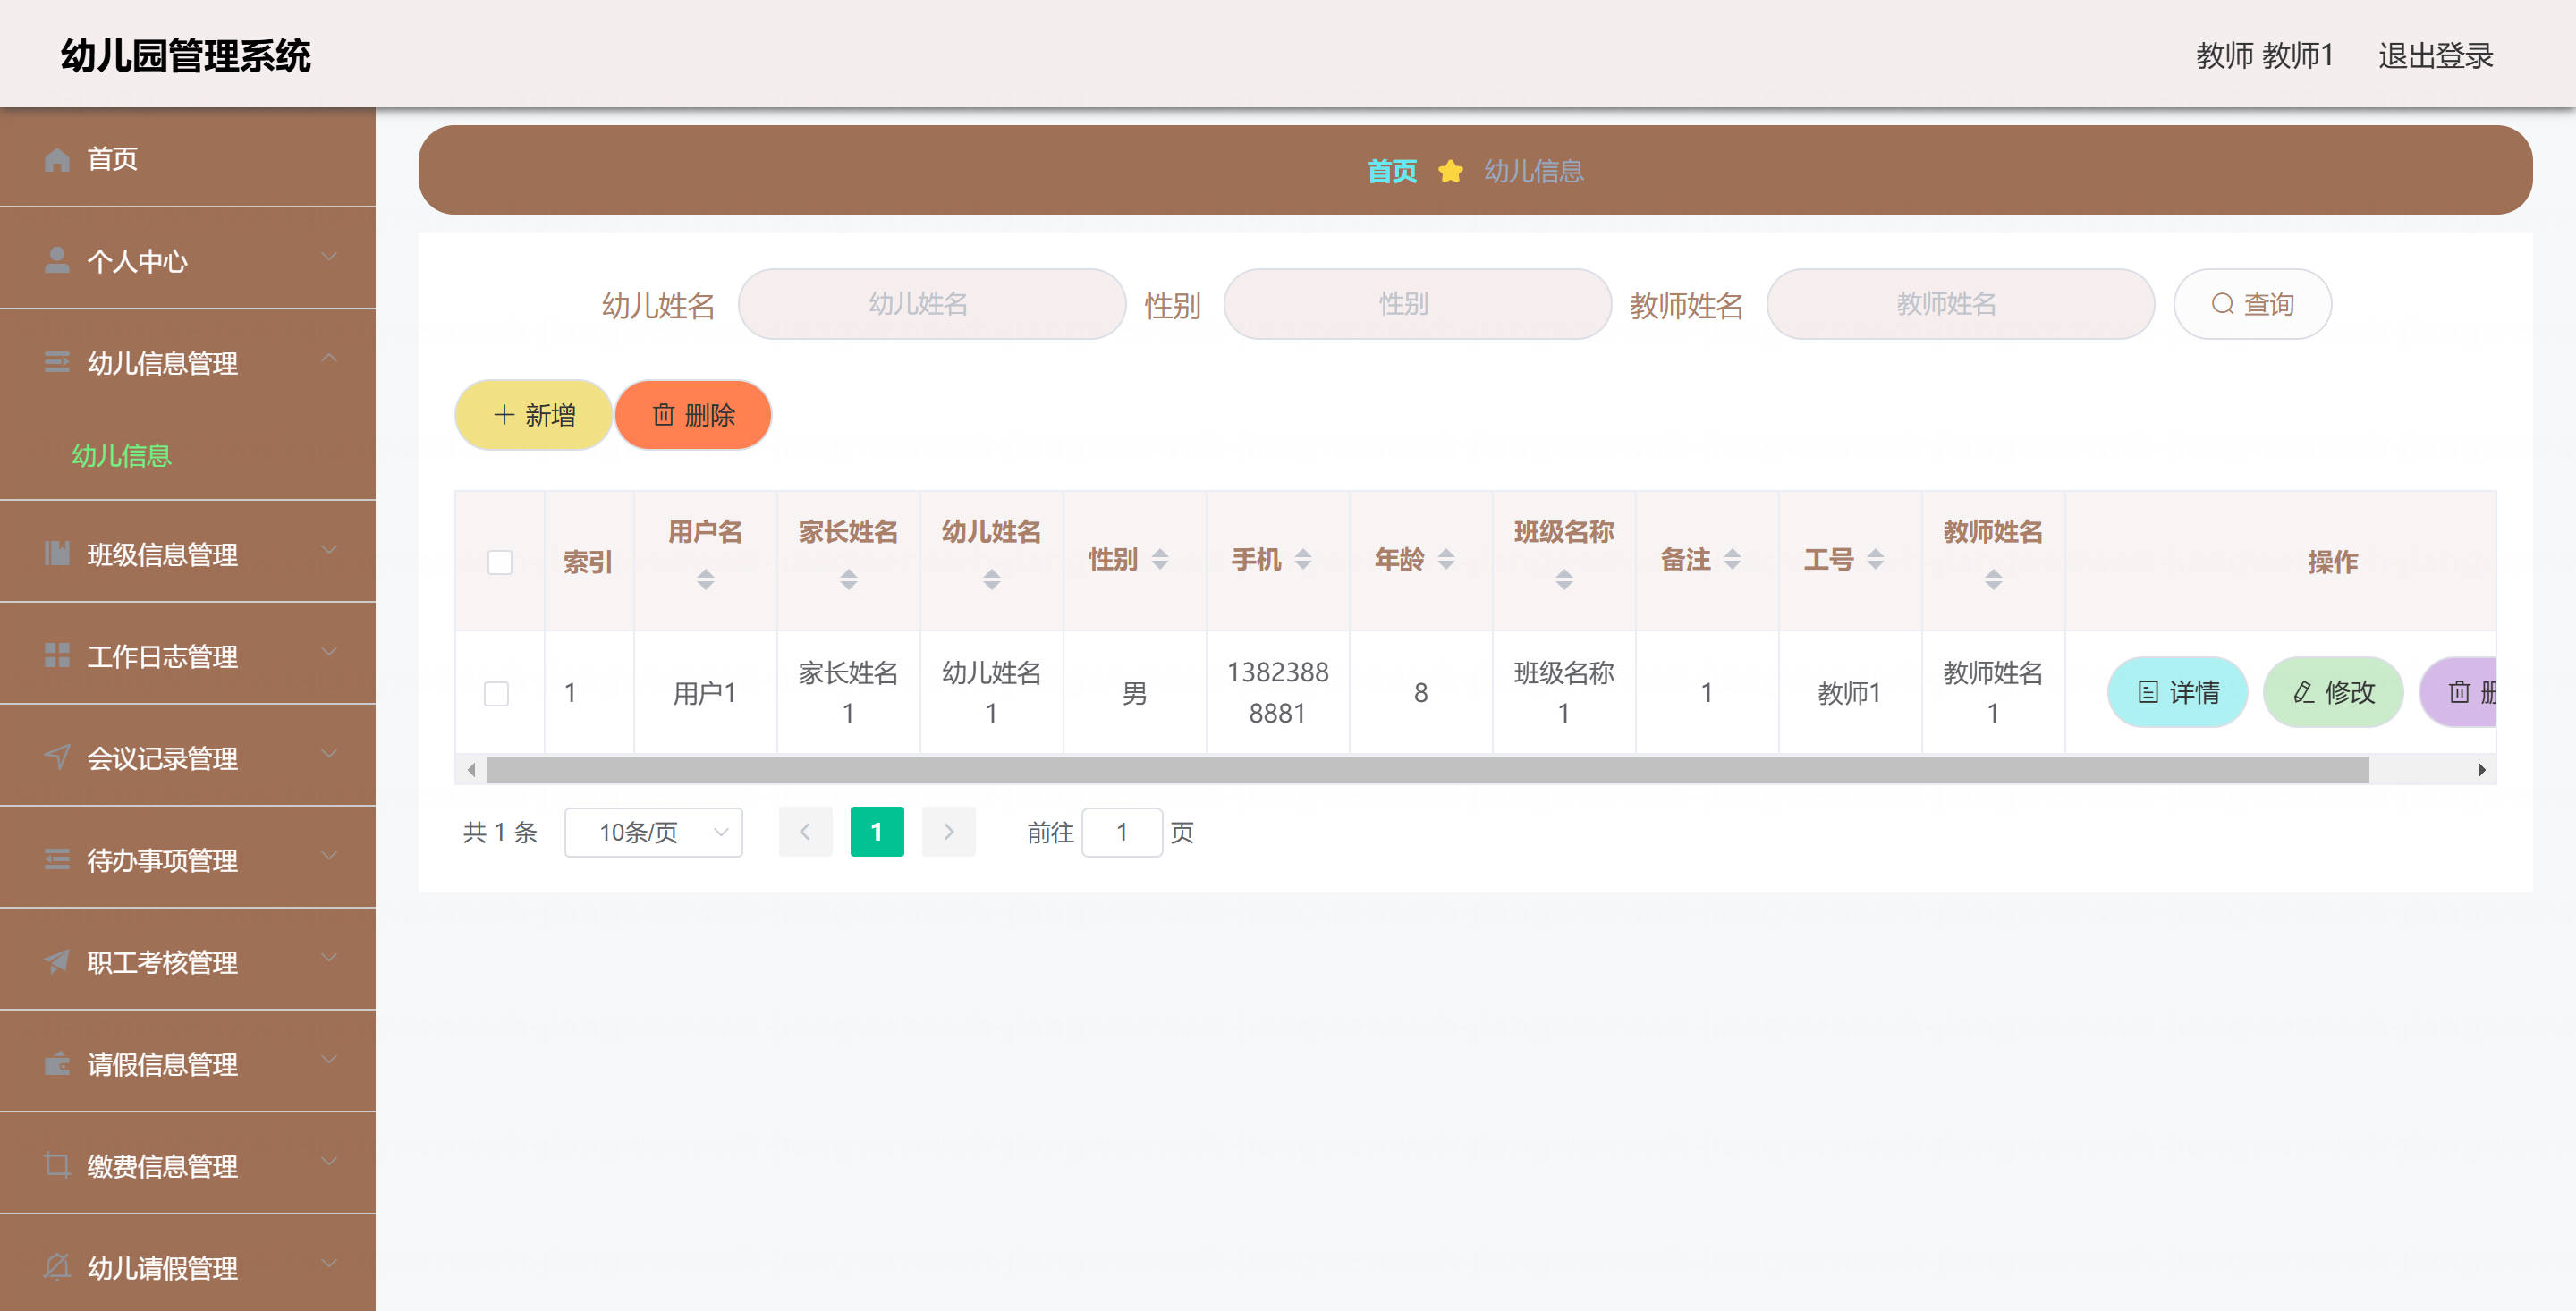 幼儿园管理系统
教师 教师1 退出登录
首页
个人中心
幼儿信息管理
幼儿信息
班级信息管理
工作日志管理
会议记录管理
待办事项管理
职工考核管理
请假信息管理
缴费信息管理
幼儿请假管理
首页 幼儿信息
幼儿姓名 幼儿姓名 性别 性别 教师姓名 教师姓名 查询
新增 删除
索引 用户名 家长姓名 幼儿姓名 性别 手机 年龄 班级名称 备注 工号 教师姓名 操作
1 用户1 家长姓名1 幼儿姓名1 男 13823888881 8 班级名称1 1 教师1 教师姓名1 详情 修改
共 1 条 10条/页 1 前往 1 页